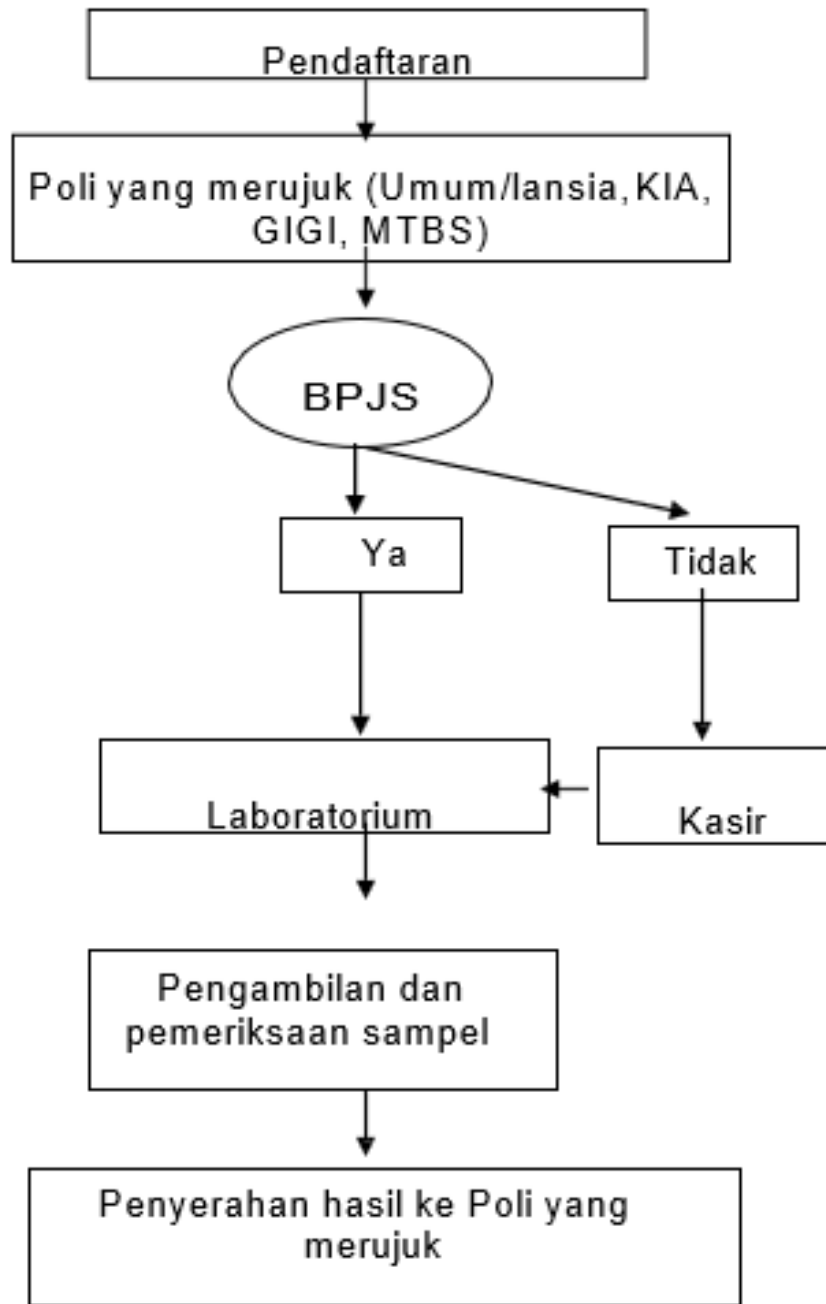 Pendaftaran
Poli yang merujuk (Umum/lansia, KIA,
GIGI, MTBS)
BPJS
Ya
Tidak
Laboratorium
Kasir
Pengambilan dan
pemeriksaan sampel
Penyerahan hasil ke Poli yang
merujuk